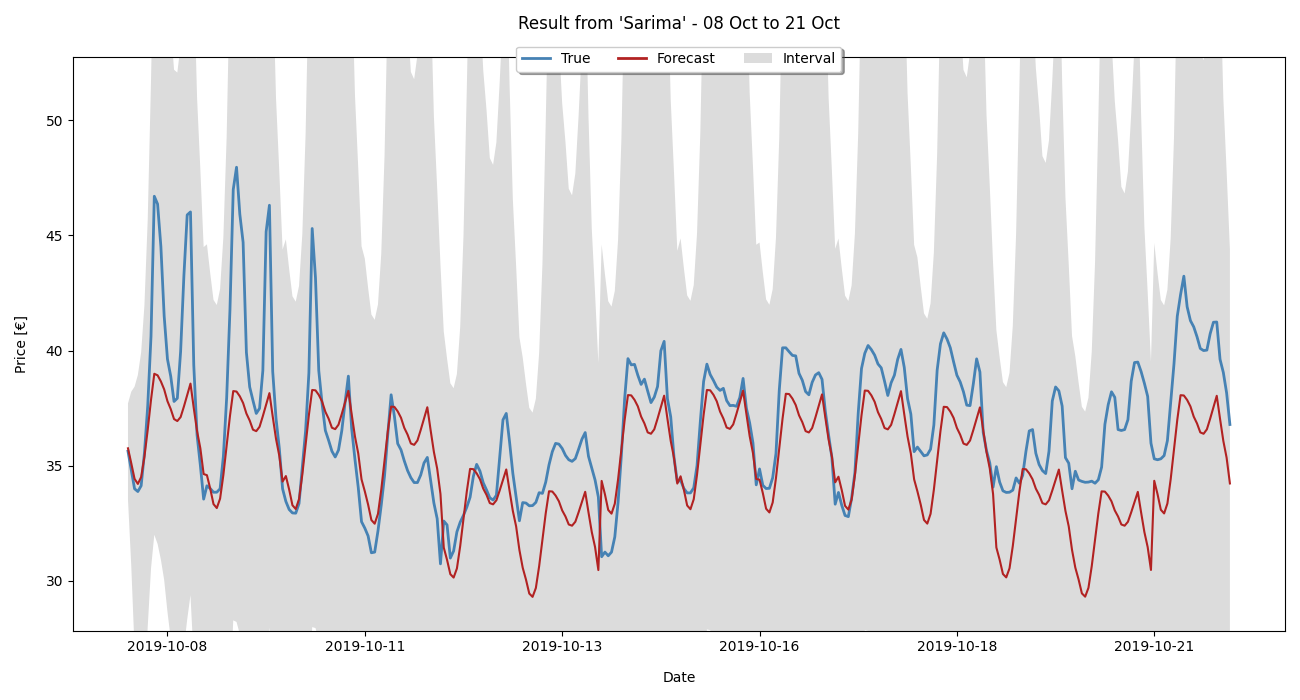 Result from 'Sarima' - 08 Oct to 21 Oct
True Forecast Interval
50
45
40
35
30
Price [€]
2019-10-08 2019-10-11 2019-10-13 2019-10-16 2019-10-18 2019-10-21
Date